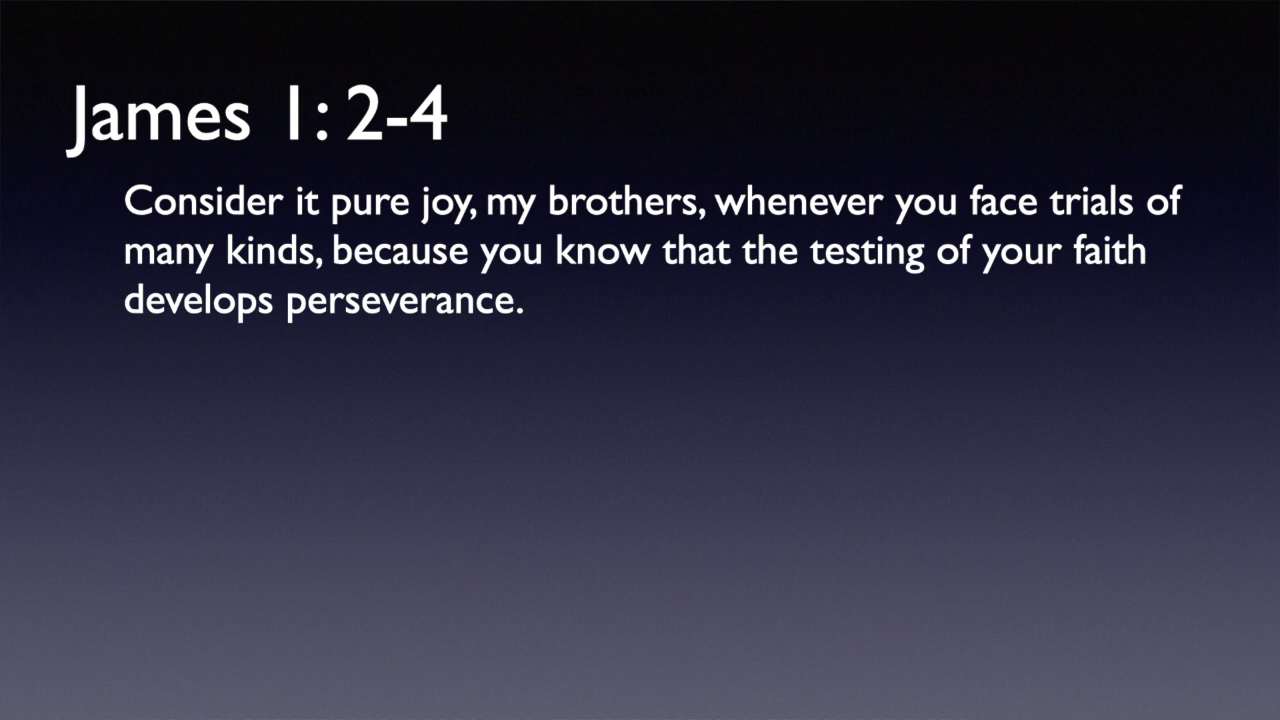 James 1: 2-4
Consider it pure joy, my brothers, whenever you face trials of
many kinds, because you know that the testing of your faith
develops perseverance.